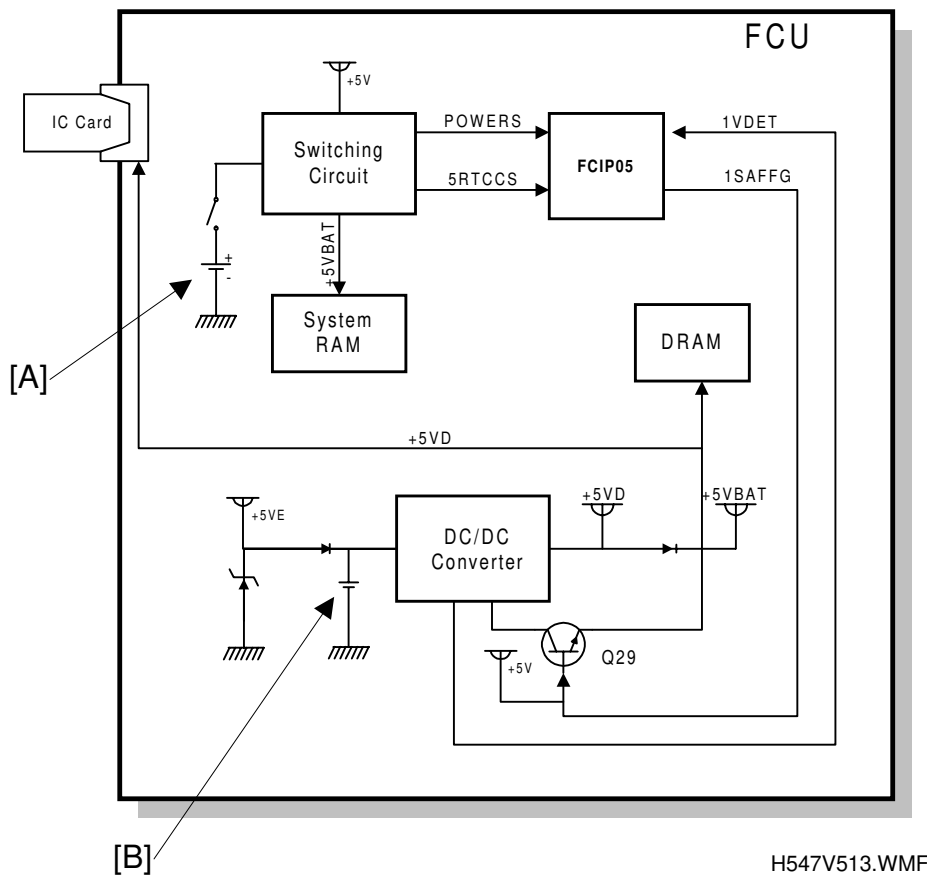 FCU
+5V
IC Card
Switching
Circuit
POWERS
5RTCCS
FCIP05
1VDET
1SAFFG
+5VBAT
+
-
System
RAM
DRAM
[A]
+5VD
+5VE
DC/DC
Converter
+5VD
+5VBAT
+5V
Q29
[B]
H547V513.WMF